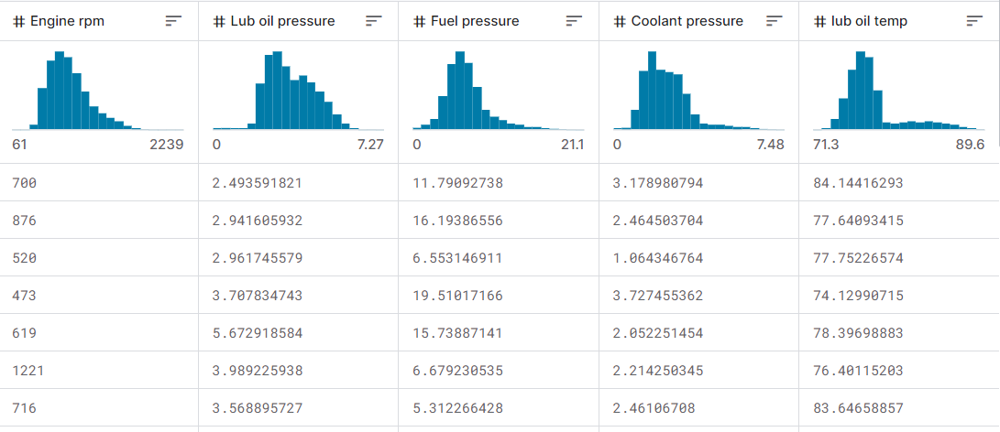 # Engine rpm # Lub oil pressure # Fuel pressure # Coolant pressure # lub oil temp
61 2239 0 7.27 0 21.1 0 7.48 71.3 89.6
700 2.493591821 11.79092738 3.178980794 84.14416293
876 2.941605932 16.19386556 2.464503704 77.64093415
520 2.961745579 6.553146911 1.064346764 77.75226574
473 3.707834743 19.51017166 3.727455362 74.12990715
619 5.672918584 15.73887141 2.052251454 78.39698883
1221 3.989225938 6.679230535 2.214250345 76.40115203
716 3.568895727 5.312266428 2.46106708 83.64658857